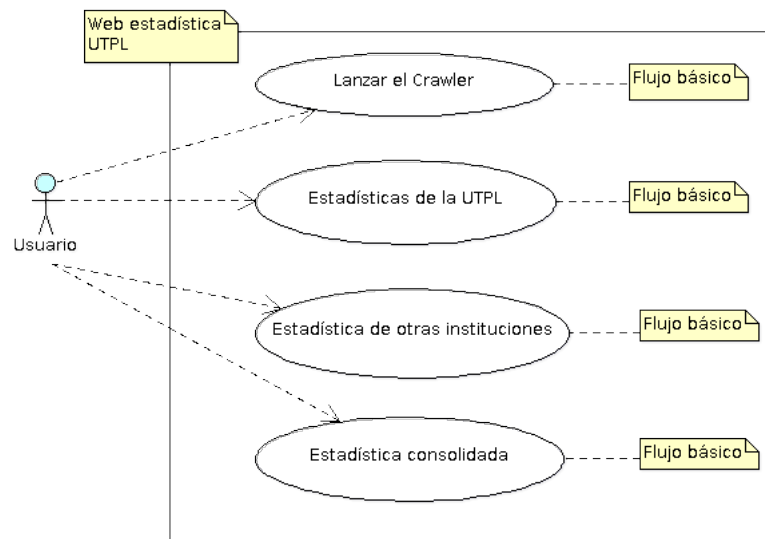 Web estadística
UTPL
Lanzar el Crawler
Flujo básico
Estadísticas de la UTPL
Flujo básico
Usuario
Estadística de otras instituciones
Flujo básico
Estadística consolidada
Flujo básico